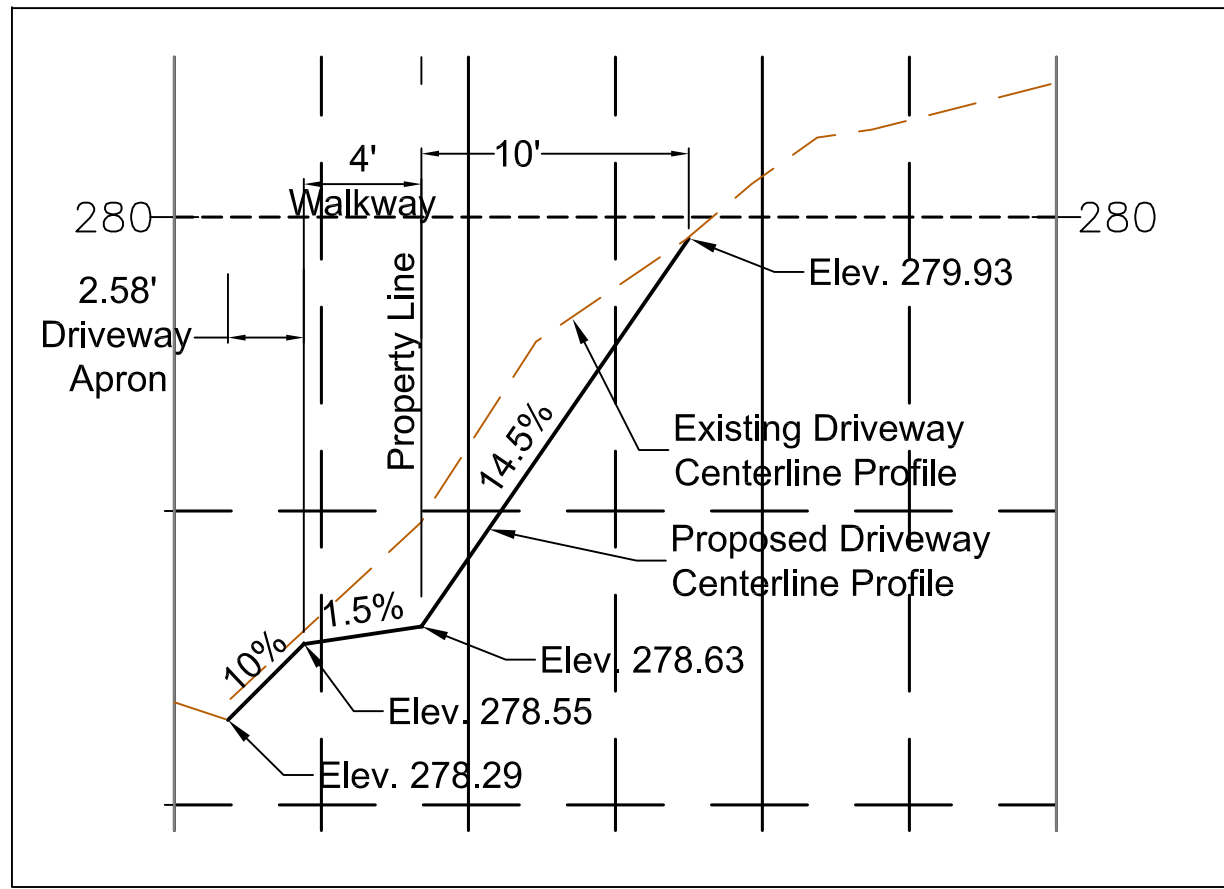 4'
10'
Walkway
280
280
Elev. 279.93
2.58'
Driveway
Apron
Property Line
14.5%
Existing Driveway
Centerline Profile
Proposed Driveway
Centerline Profile
1.5%
10%
Elev. 278.63
Elev. 278.55
Elev. 278.29